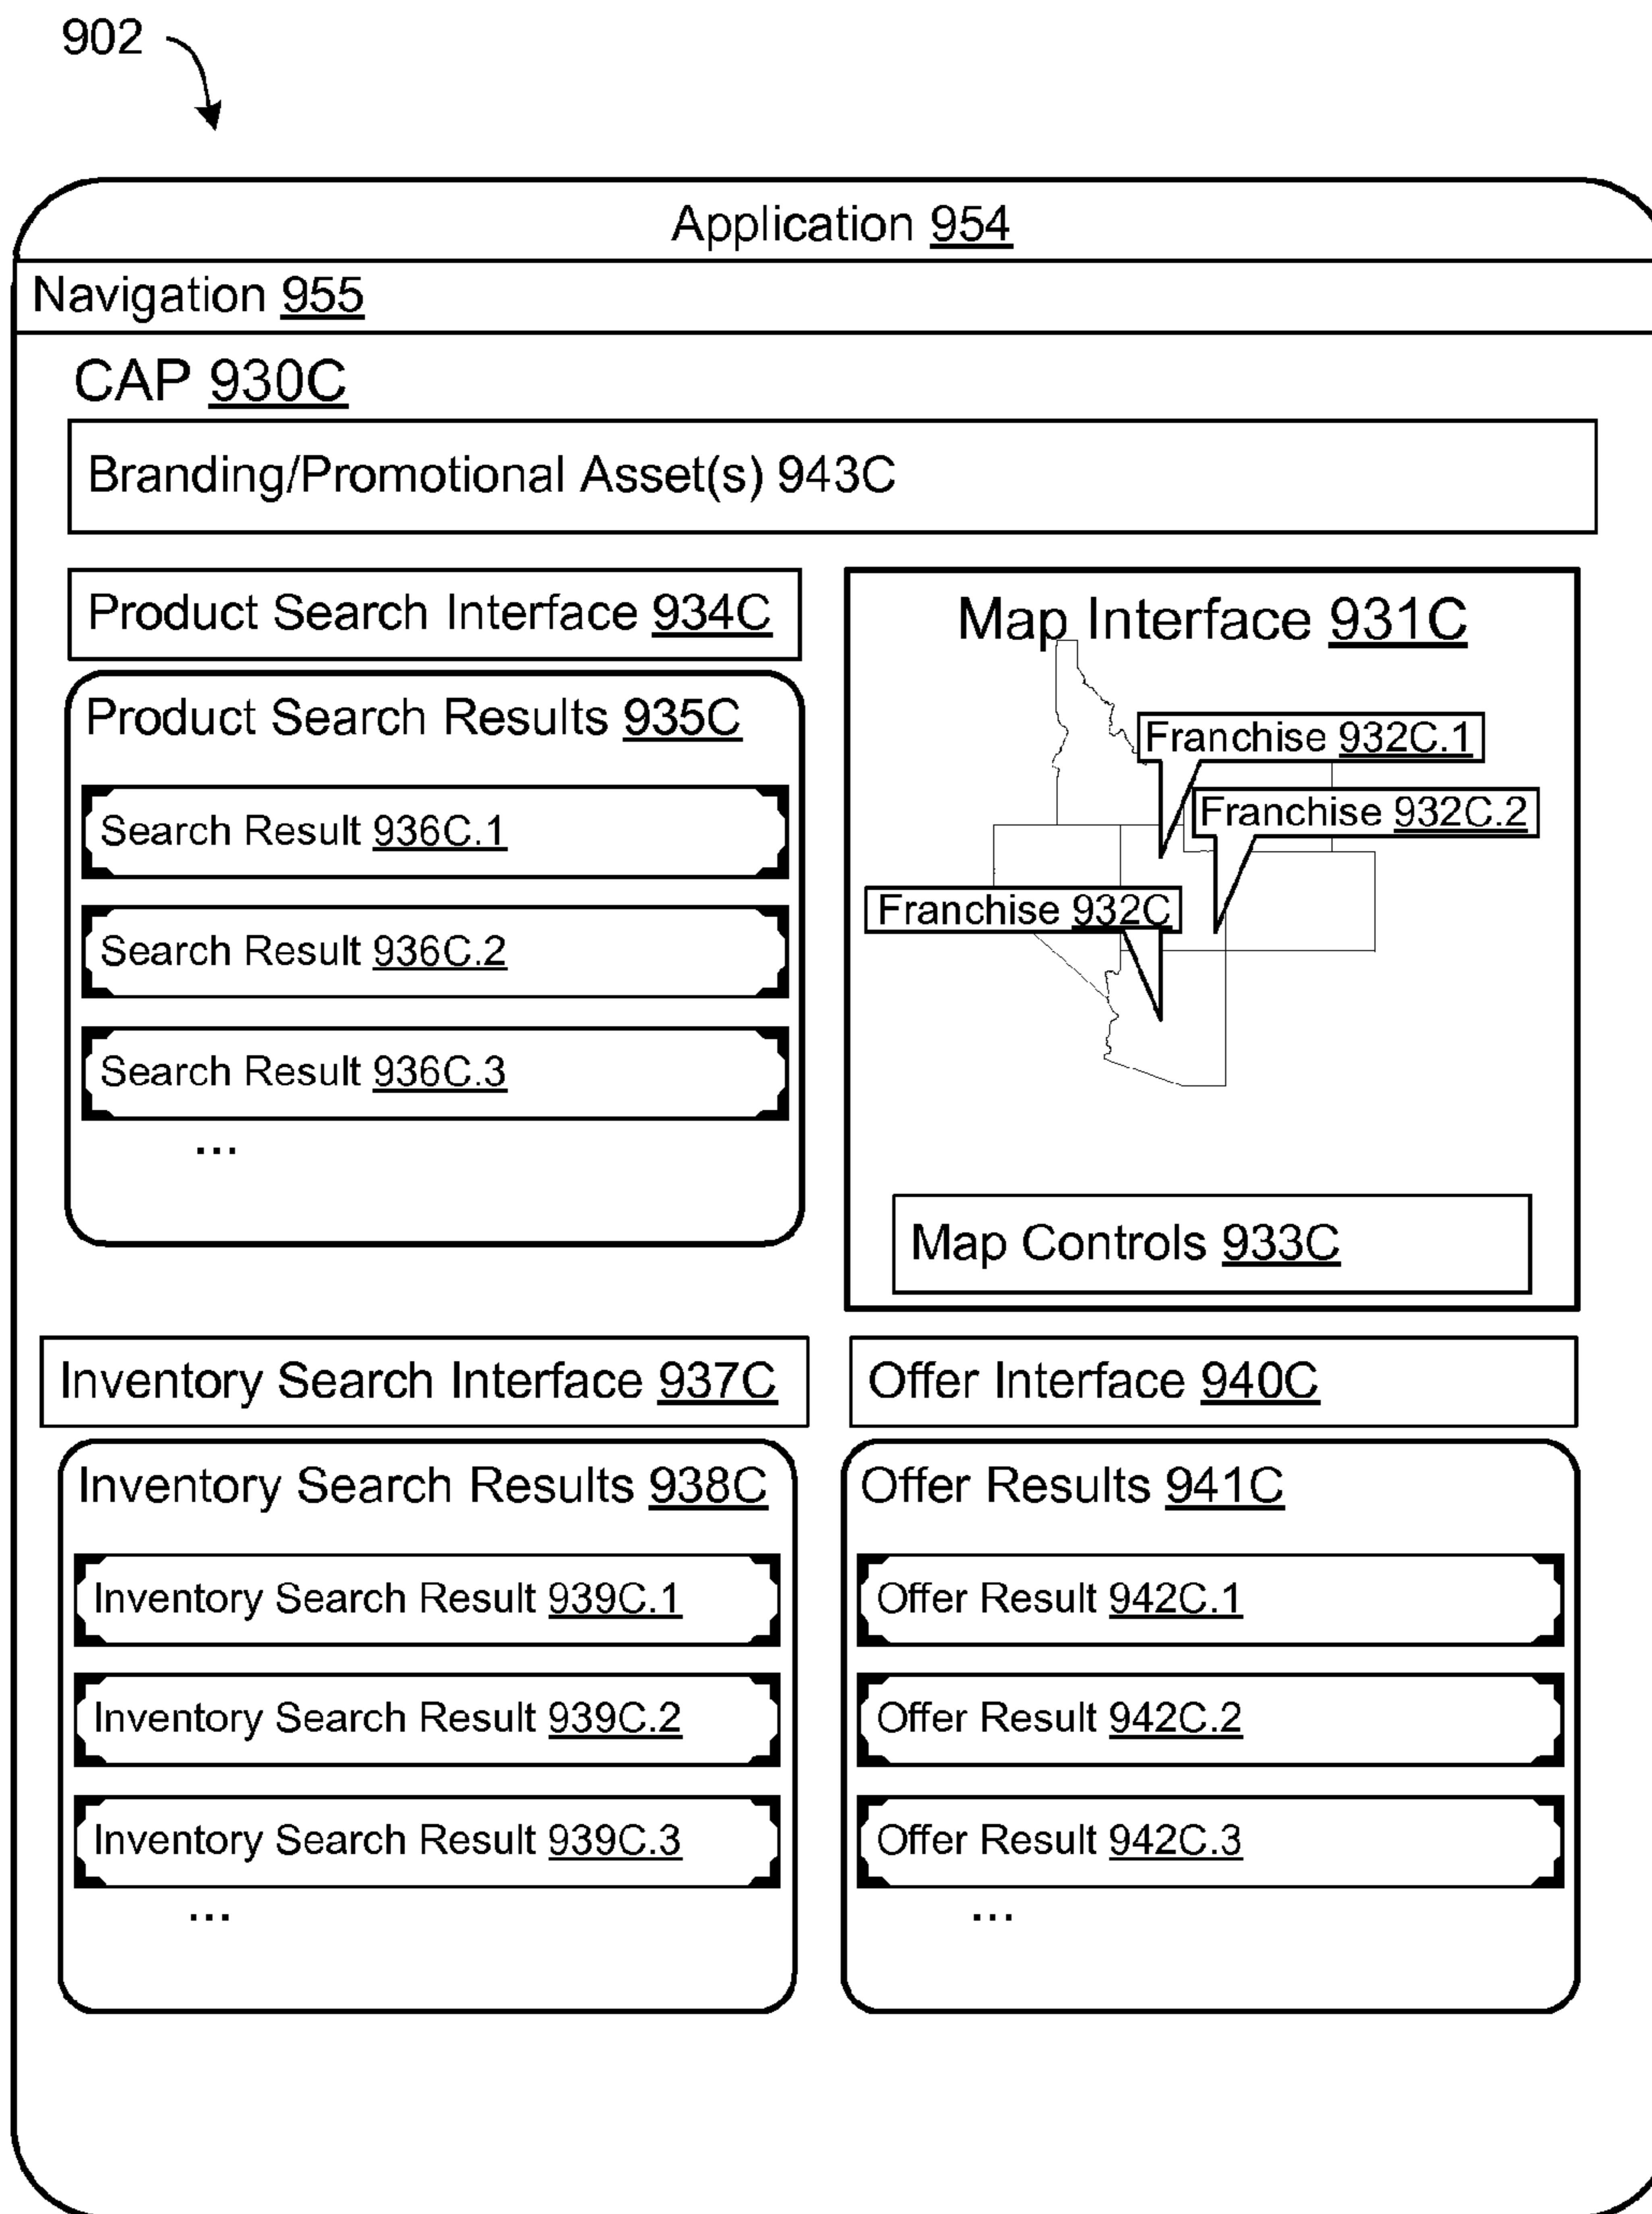 902
Application 954
Navigation 955
CAP 930C
Branding/Promotional Asset(s) 943C
Product Search Interface 934C
Product Search Results 935C
Search Result 936C.1
Search Result 936C.2
Search Result 936C.3
...
Map Interface 931C
Franchise 932C.1
Franchise 932C.2
Franchise 932C
Map Controls 933C
Inventory Search Interface 937C
Inventory Search Results 938C
Inventory Search Result 939C.1
Inventory Search Result 939C.2
Inventory Search Result 939C.3
...
Offer Interface 940C
Offer Results 941C
Offer Result 942C.1
Offer Result 942C.2
Offer Result 942C.3
...